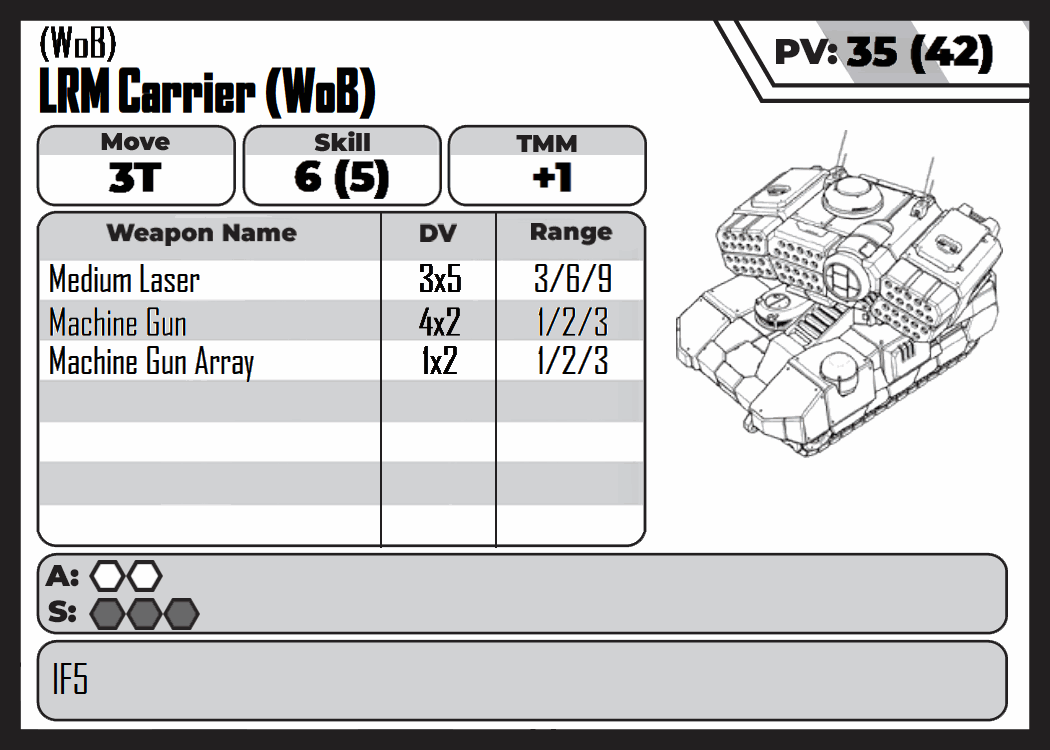 (WoB)
LRM Carrier (WoB)
PV: 35 (42)
Move
3T
Skill
6 (5)
TMM
+1
Weapon Name DV Range
Medium Laser 3x5 3/6/9
Machine Gun 4x2 1/2/3
Machine Gun Array 1x2 1/2/3
A:
S:
IF5